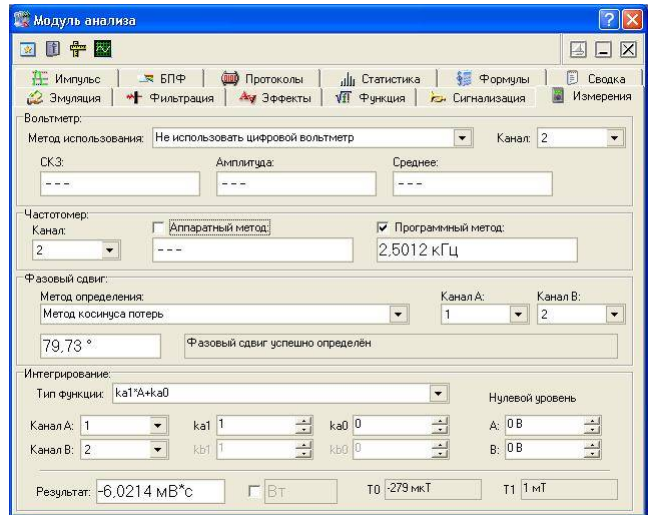 Модуль анализа
Импульс БПФ Протоколы Статистика Формулы Сводка
Эмуляция Фильтрация Эффекты Функция Сигнализация Измерения
Вольтметр:
Метод использования: Не использовать цифровой вольтметр Канал: 2
СКЗ: Амплитуда: Среднее:
--- --- ---
Частотомер:
Канал: Аппаратный метод: Программный метод:
2 --- 2,5012 кГц
Фазовый сдвиг:
Метод определения: Канал A: Канал B:
Метод косинуса потерь 1 2
79,73 ° Фазовый сдвиг успешно определён
Интегрирование:
Тип функции: ka1*A+ka0 Нулевой уровень
Канал A: 1 ka1 1 ka0 0 A: 0 В
Канал B: 2 kb1 1 kb0 0 B: 0 В
Результат: -6,0214 мВ*с Вт T0 -279 мкТ T1 1 мТ